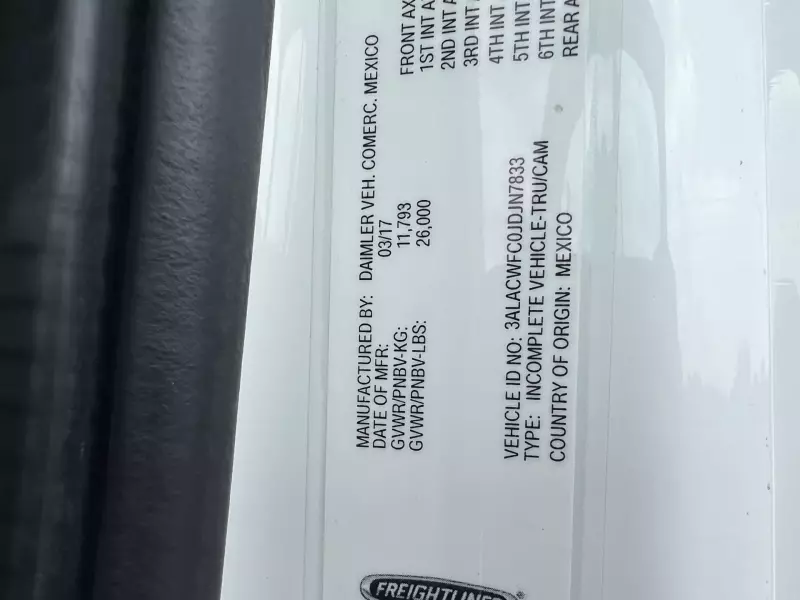 MANUFACTURED BY: DAIMLER VEH. COMERC. MEXICO
DATE OF MFR: 03/17
GVWR/PNBV-KG: 11,793
GVWR/PNBV-LBS: 26,000
FRONT AX
1ST INT A
2ND INT A
3RD INT
4TH INT
5TH INT
6TH INT
REAR A
VEHICLE ID NO: 3ALACWFC0JDJN7833
TYPE: INCOMPLETE VEHICLE-TRU/CAM
COUNTRY OF ORIGIN: MEXICO
FREIGHTLINER